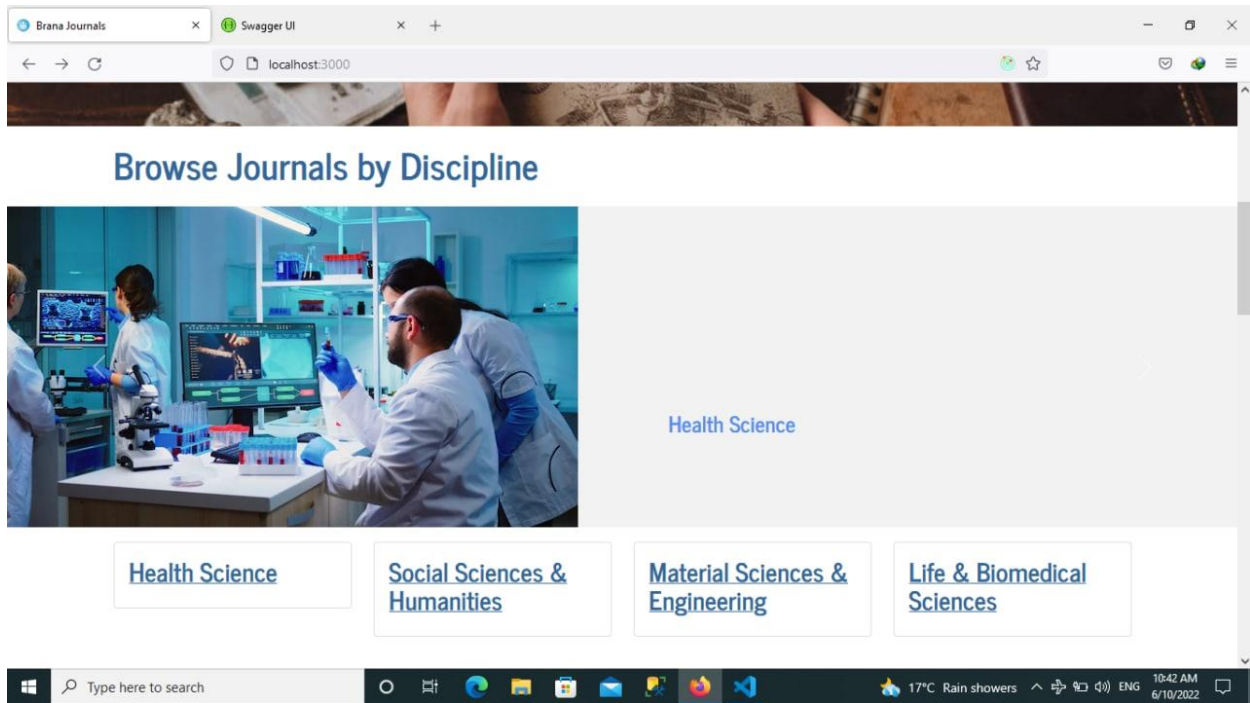 Brana Journals
Swagger UI
localhost:3000
Browse Journals by Discipline
Health Science
Health Science
Social Sciences &
Humanities
Material Sciences &
Engineering
Life & Biomedical
Sciences
Type here to search
17°C Rain showers
ENG
10:42 AM
6/10/2022